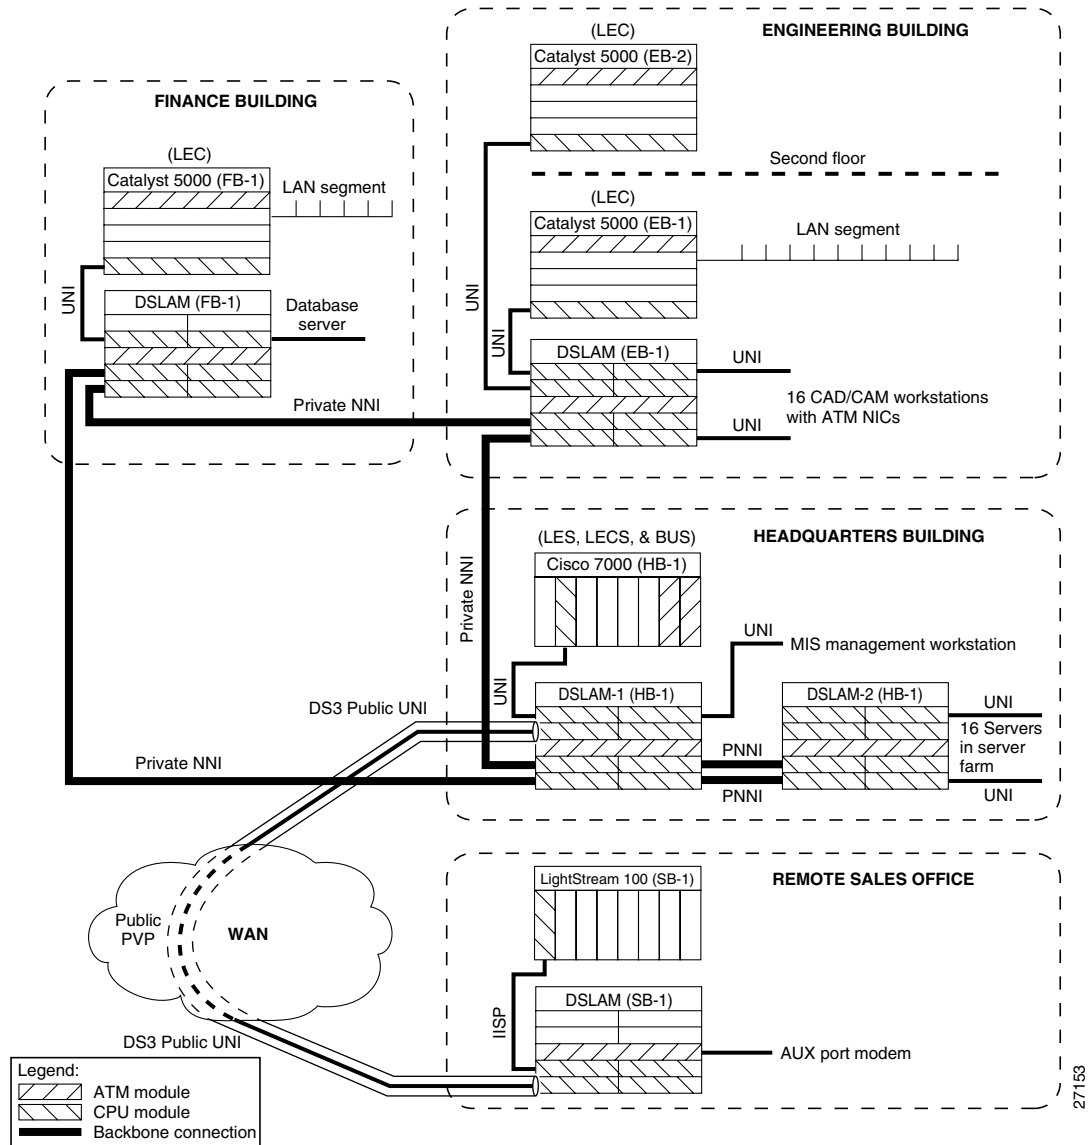 (LEC)
ENGINEERING BUILDING
Catalyst 5000 (EB-2)
UNI
Second floor
(LEC)
Catalyst 5000 (EB-1)
LAN segment
UNI
DSLAM (EB-1)
UNI
16 CAD/CAM workstations
with ATM NICs
UNI
FINANCE BUILDING
(LEC)
Catalyst 5000 (FB-1)
LAN segment
UNI
DSLAM (FB-1)
Database
server
Private NNI
Private NNI
(LES, LECS, & BUS)
HEADQUARTERS BUILDING
Cisco 7000 (HB-1)
UNI
UNI
MIS management workstation
DSLAM-1 (HB-1)
DSLAM-2 (HB-1)
UNI
16 Servers
in server
farm
UNI
PNNI
PNNI
DS3 Public UNI
Private NNI
Public
PVP
WAN
DS3 Public UNI
LightStream 100 (SB-1)
REMOTE SALES OFFICE
IISP
DSLAM (SB-1)
AUX port modem
Legend:
ATM module
CPU module
Backbone connection
27153